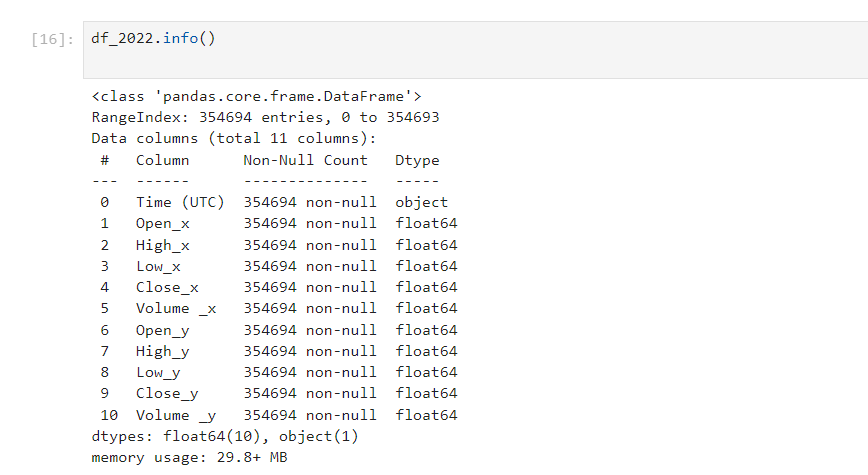 [16]: df_2022.info()
<class 'pandas.core.frame.DataFrame'>
RangeIndex: 354694 entries, 0 to 354693
Data columns (total 11 columns):
 #   Column      Non-Null Count   Dtype
---  ------      --------------   -----
 0   Time (UTC)  354694 non-null  object
 1   Open_x      354694 non-null  float64
 2   High_x      354694 non-null  float64
 3   Low_x       354694 non-null  float64
 4   Close_x     354694 non-null  float64
 5   Volume _x   354694 non-null  float64
 6   Open_y      354694 non-null  float64
 7   High_y      354694 non-null  float64
 8   Low_y       354694 non-null  float64
 9   Close_y     354694 non-null  float64
 10  Volume _y   354694 non-null  float64
dtypes: float64(10), object(1)
memory usage: 29.8+ MB